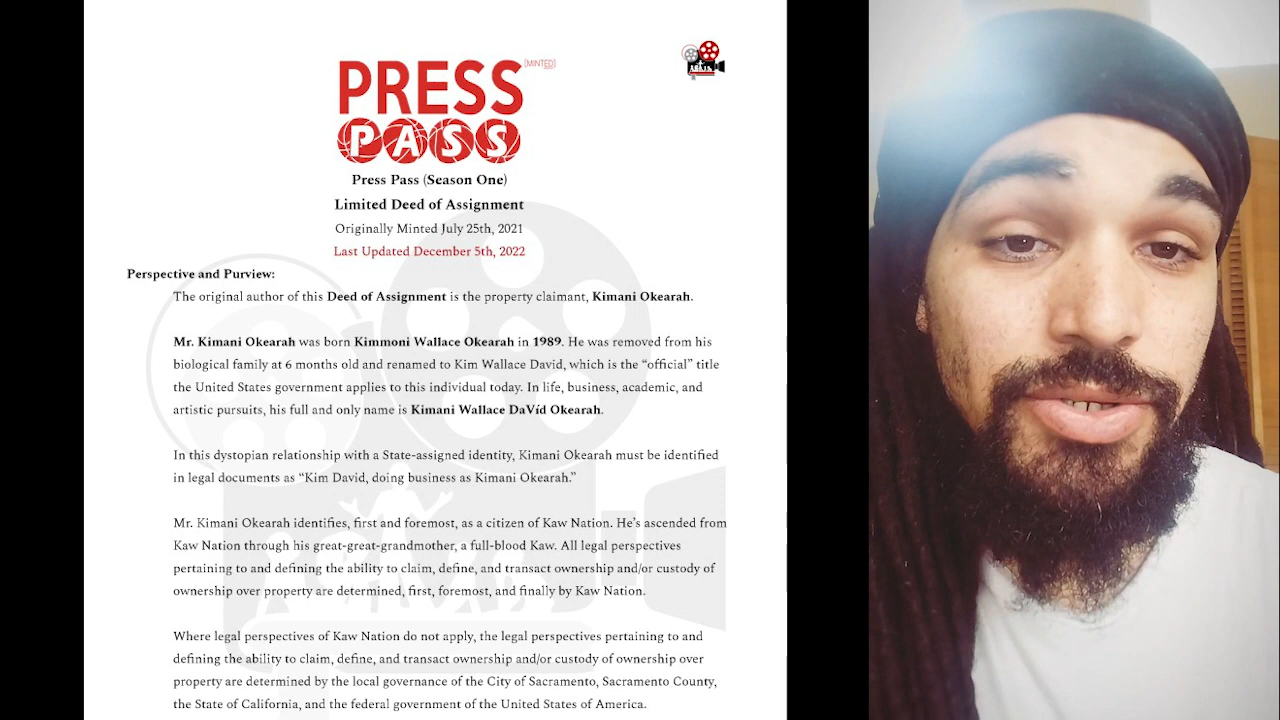 PRESS
[MINTED]
PASS
Press Pass (Season One)
Limited Deed of Assignment
Originally Minted July 25th, 2021
Last Updated December 5th, 2022
Perspective and Purview:
The original author of this Deed of Assignment is the property claimant, Kimani Okearah.
Mr. Kimani Okearah was born Kimmoni Wallace Okearah in 1989. He was removed from his
biological family at 6 months old and renamed to Kim Wallace David, which is the “official” title
the United States government applies to this individual today. In life, business, academic, and
artistic pursuits, his full and only name is Kimani Wallace DaVíd Okearah.
In this dystopian relationship with a State-assigned identity, Kimani Okearah must be identified
in legal documents as “Kim David, doing business as Kimani Okearah.”
Mr. Kimani Okearah identifies, first and foremost, as a citizen of Kaw Nation. He’s ascended from
Kaw Nation through his great-great-grandmother, a full-blood Kaw. All legal perspectives
pertaining to and defining the ability to claim, define, and transact ownership and/or custody of
ownership over property are determined, first, foremost, and finally by Kaw Nation.
Where legal perspectives of Kaw Nation do not apply, the legal perspectives pertaining to and
defining the ability to claim, define, and transact ownership and/or custody of ownership over
property are determined by the local governance of the City of Sacramento, Sacramento County,
the State of California, and the federal government of the United States of America.